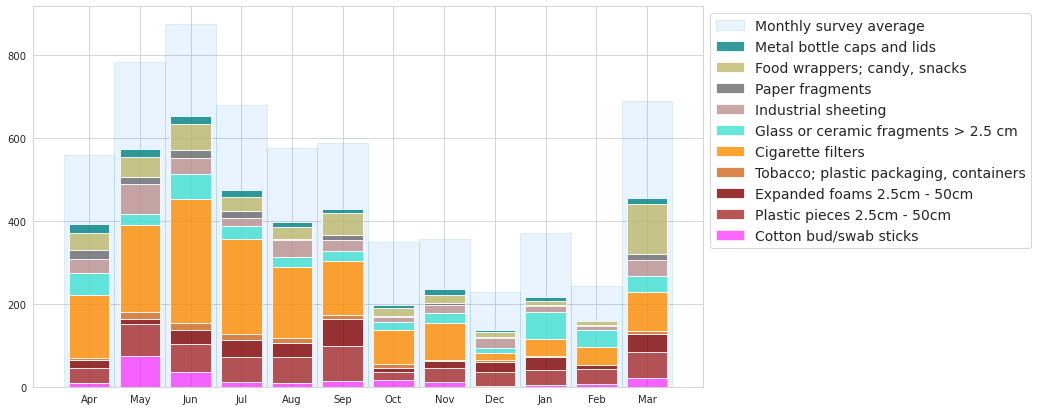 800
600
400
200
0
Apr May Jun Jul Aug Sep Oct Nov Dec Jan Feb Mar
Monthly survey average
Metal bottle caps and lids
Food wrappers; candy, snacks
Paper fragments
Industrial sheeting
Glass or ceramic fragments > 2.5 cm
Cigarette filters
Tobacco; plastic packaging, containers
Expanded foams 2.5cm - 50cm
Plastic pieces 2.5cm - 50cm
Cotton bud/swab sticks